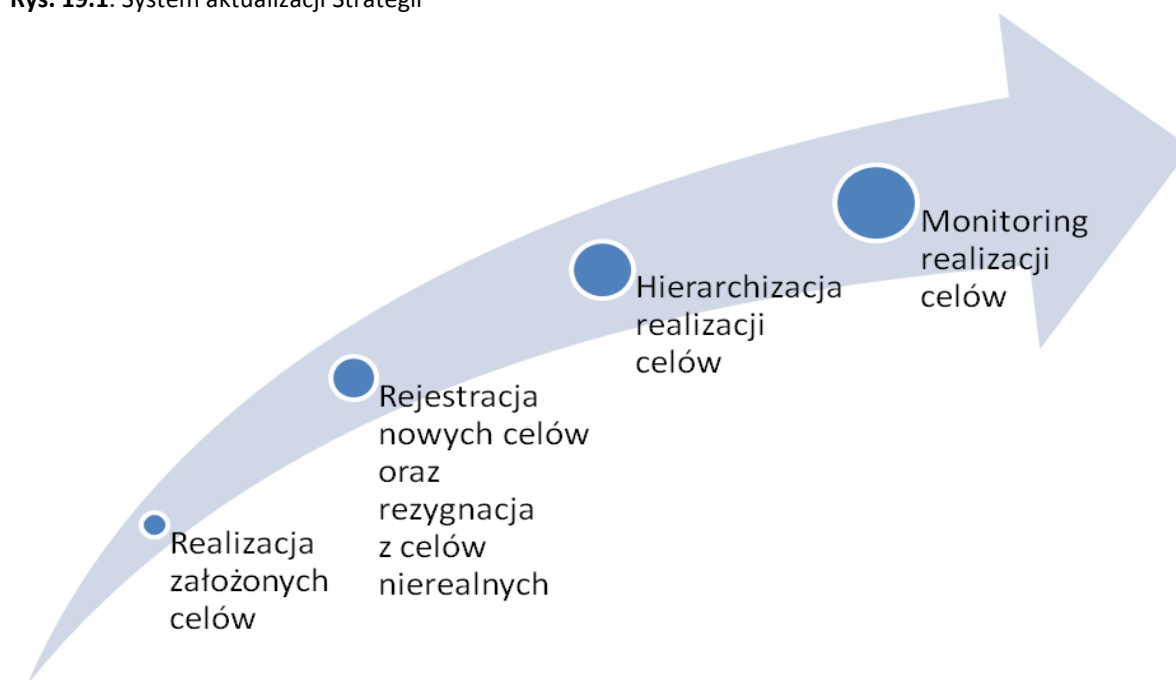 Rys. 19.1. System aktualizacji Strategii
Realizacja
założonych
celów
Rejestracja
nowych celów
oraz
rezygnacja
z celów
nierealnych
Hierarchizacja
realizacji
celów
Monitoring
realizacji
celów